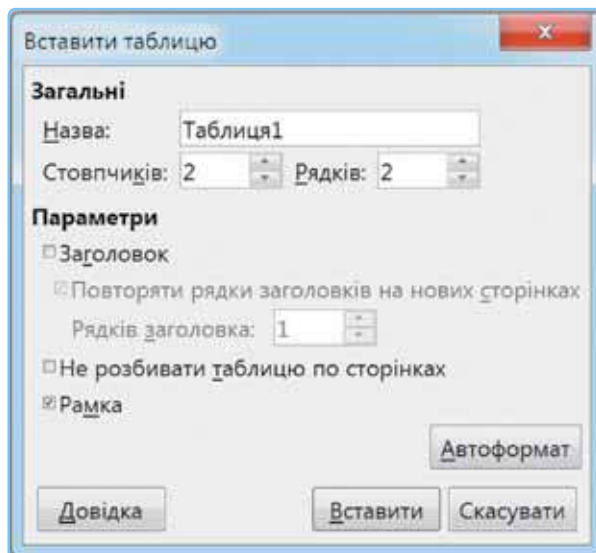 Вставити таблицю
Загальні
Назва: Таблиця1
Стовпчиків: 2 Рядків: 2
Параметри
Заголовок
Повторяти рядки заголовків на нових сторінках
Рядків заголовка: 1
Не розбивати таблицю по сторінках
Рамка
Автоформат
Довідка Вставити Скасувати